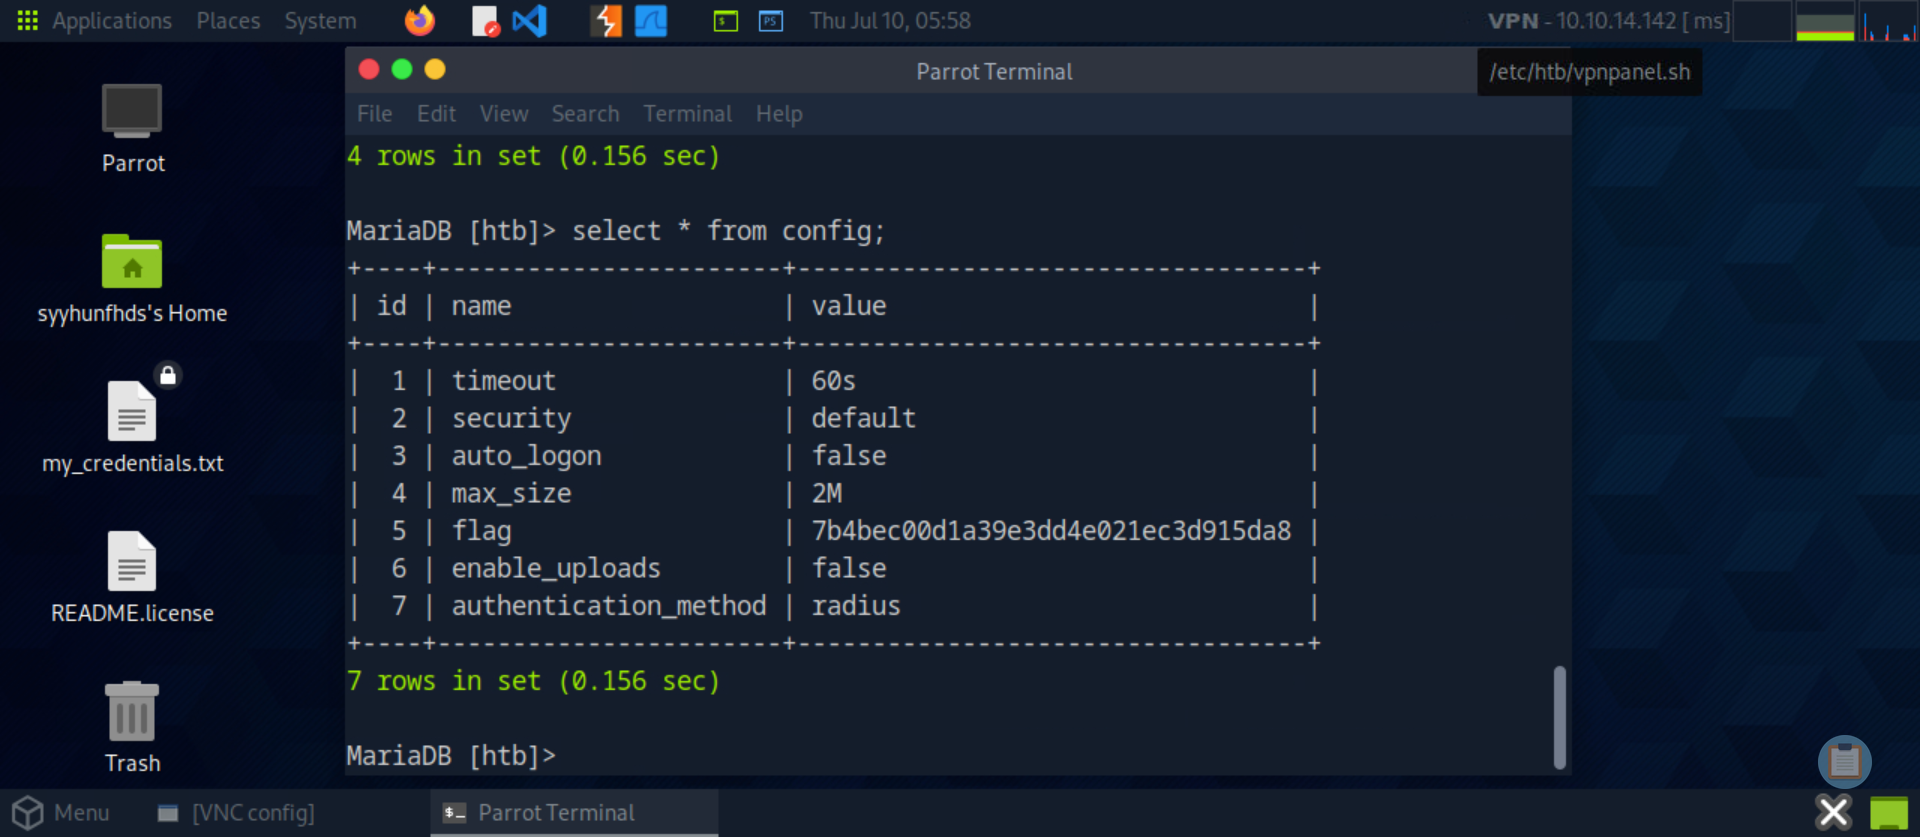 Applications Places System Thu Jul 10, 05:58 VPN - 10.10.14.142 [ ms]
Parrot Terminal
/etc/htb/vpnpanel.sh
File Edit View Search Terminal Help
Parrot
syyhunfhds's Home
my_credentials.txt
README.license
Trash
4 rows in set (0.156 sec)
MariaDB [htb]> select * from config;
+----+-----------------------+----------------------------------+
| id | name                  | value                            |
+----+-----------------------+----------------------------------+
|  1 | timeout               | 60s                              |
|  2 | security              | default                          |
|  3 | auto_logon            | false                            |
|  4 | max_size              | 2M                               |
|  5 | flag                  | 7b4bec00d1a39e3dd4e021ec3d915da8 |
|  6 | enable_uploads        | false                            |
|  7 | authentication_method | radius                           |
+----+-----------------------+----------------------------------+
7 rows in set (0.156 sec)
MariaDB [htb]>
Menu [VNC config] $_ Parrot Terminal